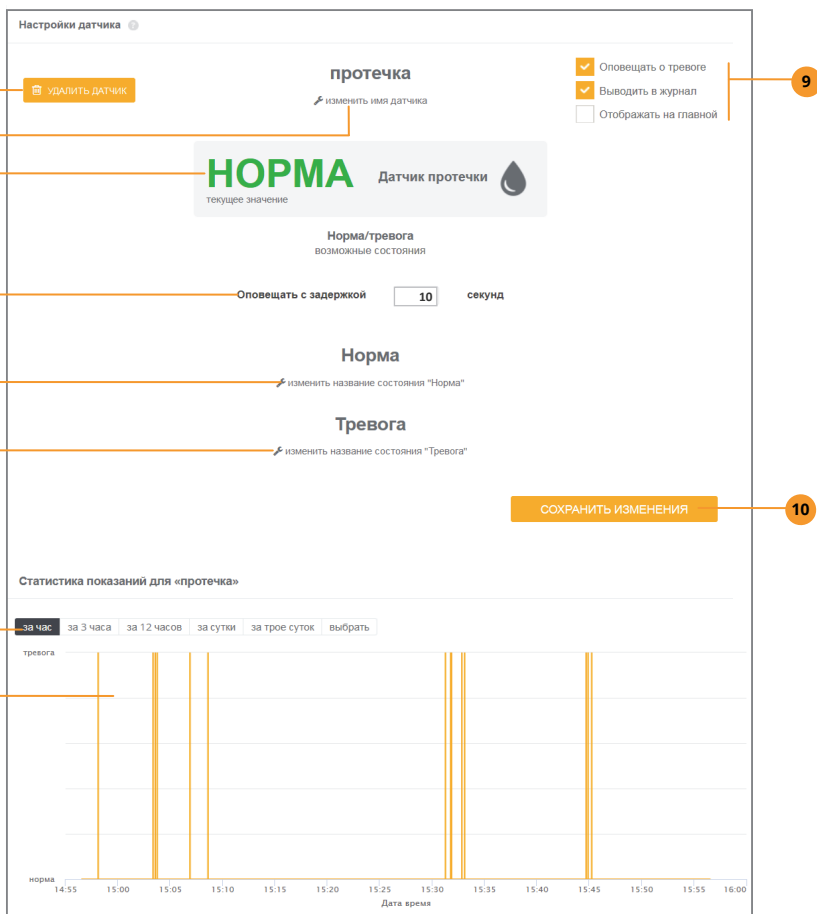 Настройки датчика ?
УДАЛИТЬ ДАТЧИК
протечка
изменить имя датчика
Оповещать о тревоге
Выводить в журнал
Отображать на главной
9
НОРМА
текущее значение
Датчик протечки
Норма/тревога
возможные состояния
Оповещать с задержкой 10 секунд
Норма
изменить название состояния "Норма"
Тревога
изменить название состояния "Тревога"
СОХРАНИТЬ ИЗМЕНЕНИЯ
10
Статистика показаний для «протечка»
за час за 3 часа за 12 часов за сутки за трое суток выбрать
тревога
норма
14:55 15:00 15:05 15:10 15:15 15:20 15:25 15:30 15:35 15:40 15:45 15:50 15:55 16:00
Дата время